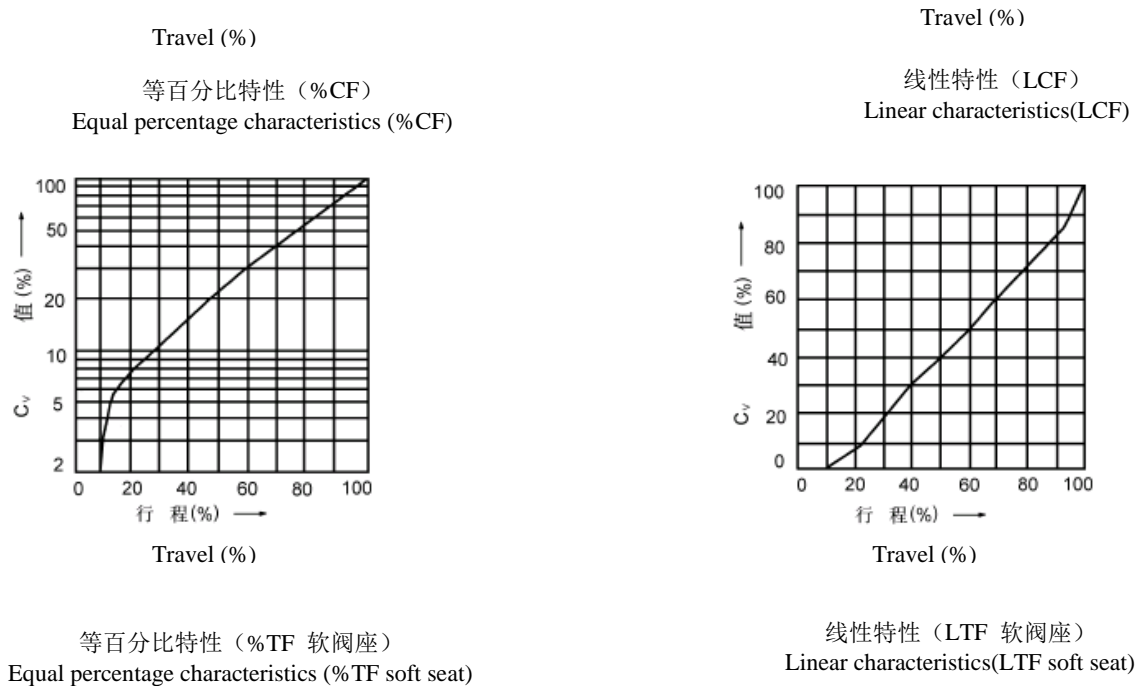 Travel (%)
等百分比特性（%CF）
Equal percentage characteristics (%CF)
Travel (%)
线性特性（LCF）
Linear characteristics(LCF)
100
50
20
10
5
2
Cv 值(%)
0 20 40 60 80 100
行 程(%)
Travel (%)
等百分比特性（%TF 软阀座）
Equal percentage characteristics (%TF soft seat)
100
80
60
40
20
0
Cv 值(%)
0 20 40 60 80 100
行 程(%)
Travel (%)
线性特性（LTF 软阀座）
Linear characteristics(LTF soft seat)